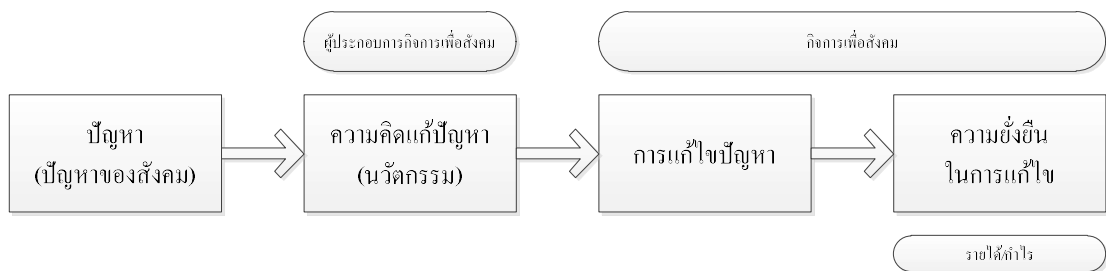 ผู้ประกอบการกิจการเพื่อสังคม
กิจการเพื่อสังคม
ปัญหา
(ปัญหาของสังคม)
ความคิดแก้ปัญหา
(นวัตกรรม)
การแก้ไขปัญหา
ความยั่งยืน
ในการแก้ไข
รายได้/กำไร